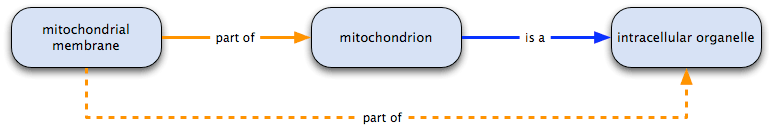 mitochondrial
membrane
part of
mitochondrion
is a
intracellular organelle
part of